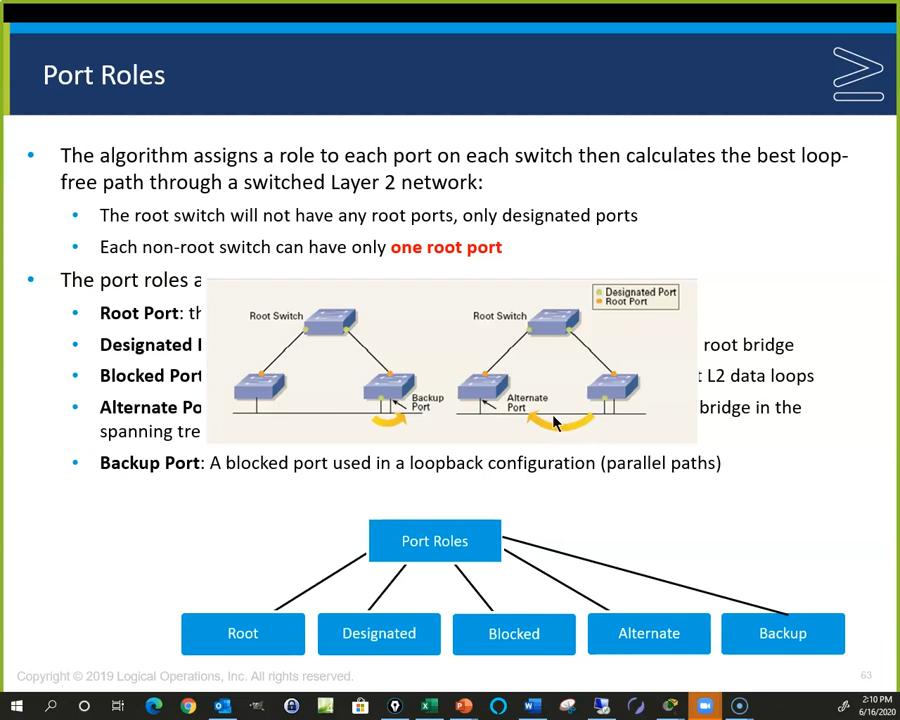 Port Roles
• The algorithm assigns a role to each port on each switch then calculates the best loop-
free path through a switched Layer 2 network:
• The root switch will not have any root ports, only designated ports
• Each non-root switch can have only one root port
• The port roles a
• Root Port: th
• Designated root bridge
• Blocked Port t L2 data loops
• Alternate Po bridge in the
spanning tre
• Backup Port: A blocked port used in a loopback configuration (parallel paths)
Root Switch
Backup
Port
Root Switch
Designated Port
Root Port
Alternate
Port
Port Roles
Root Designated Blocked Alternate Backup
Copyright © 2019 Logical Operations, Inc. All rights reserved.
63
2:10 PM
6/16/2020